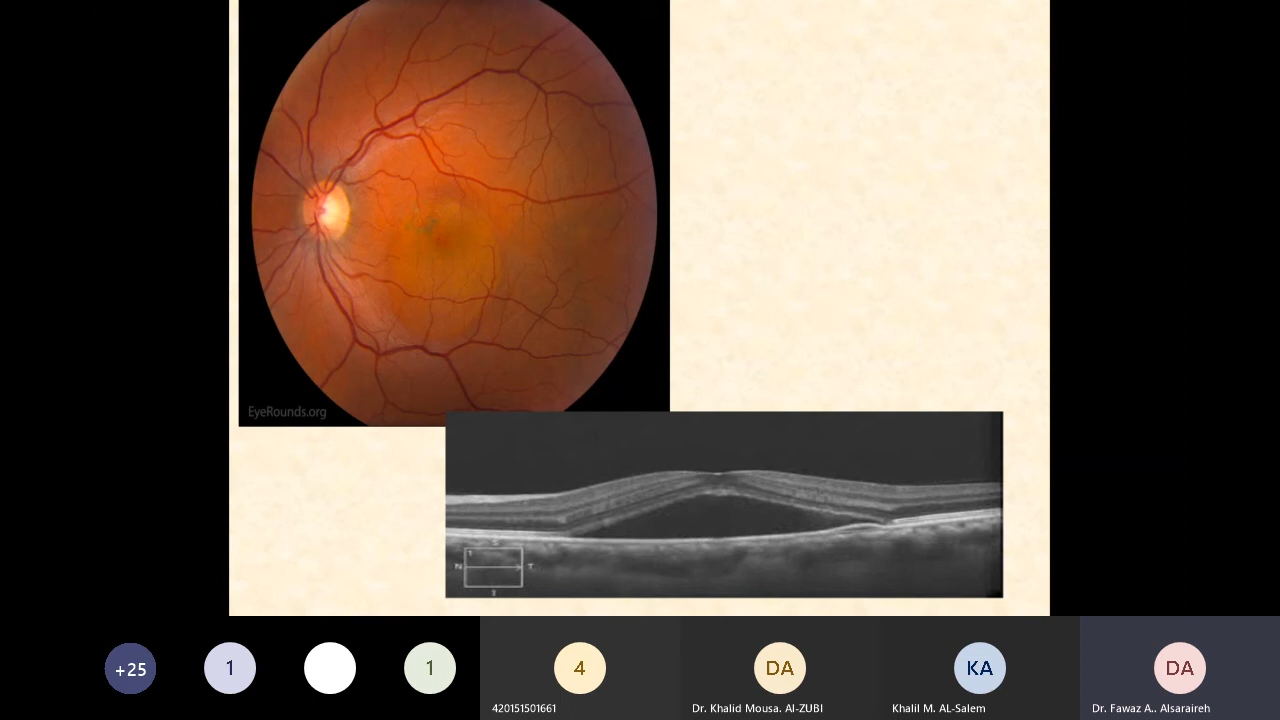 EyeRounds.org
S
1
N T
I
+25
1
1
4
DA
KA
DA
420151501661
Dr. Khalid Mousa. Al-ZUBI
Khalil M. AL-Salem
Dr. Fawaz A.. Alsaraireh